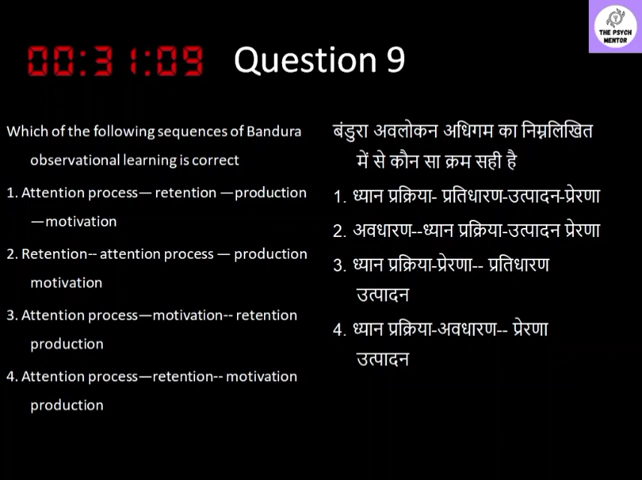 THE PSYCH
MENTOR
00:31:09
Question 9
Which of the following sequences of Bandura
observational learning is correct
1. Attention process— retention —production
—motivation
2. Retention-- attention process — production
motivation
3. Attention process—motivation-- retention
production
4. Attention process—retention-- motivation
production
बंडुरा अवलोकन अधिगम का निम्नलिखित
में से कौन सा क्रम सही है
1. ध्यान प्रक्रिया- प्रतिधारण-उत्पादन-प्रेरणा
2. अवधारण--ध्यान प्रक्रिया-उत्पादन प्रेरणा
3. ध्यान प्रक्रिया-प्रेरणा-- प्रतिधारण
उत्पादन
4. ध्यान प्रक्रिया-अवधारण-- प्रेरणा
उत्पादन